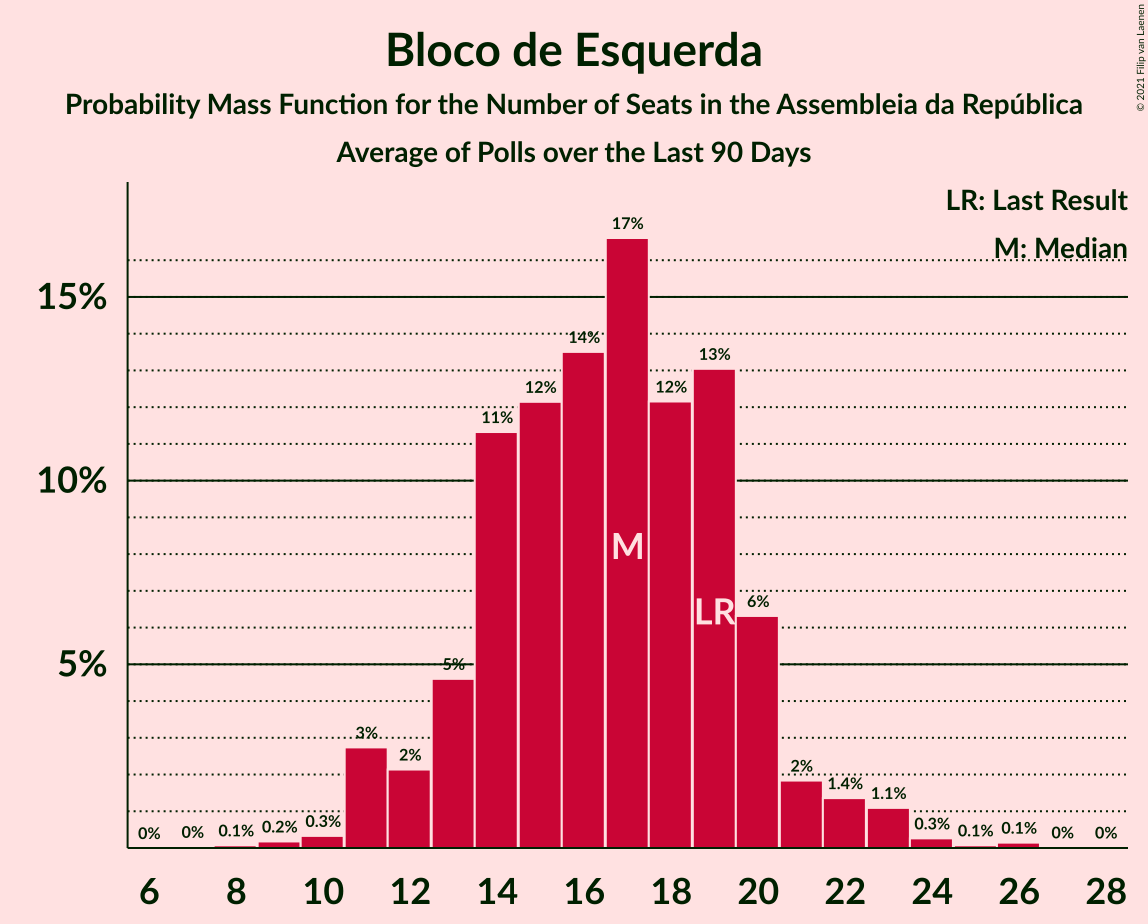 Bloco de Esquerda
Probability Mass Function for the Number of Seats in the Assembleia da República
Average of Polls over the Last 90 Days
© 2021 Filip van Laenen
LR: Last Result
M: Median
15%
10%
5%
0%
0%
0.1%
0.2%
0.3%
3%
2%
5%
11%
12%
14%
17%
12%
13%
6%
2%
1.4%
1.1%
0.3%
0.1%
0.1%
0%
0%
M
LR
6 8 10 12 14 16 18 20 22 24 26 28